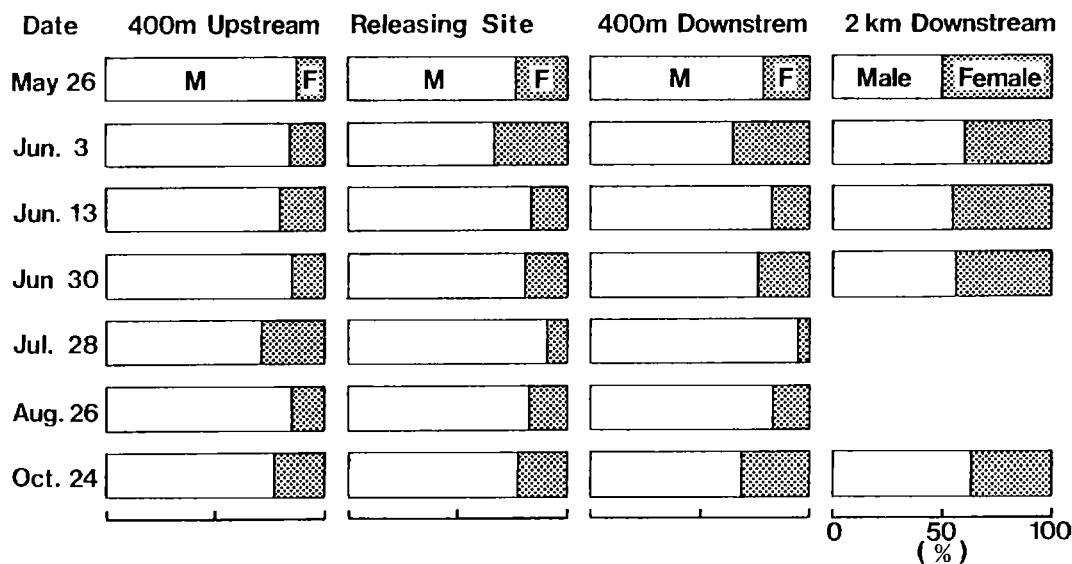 Date 400m Upstream Releasing Site 400m Downstrem 2 km Downstream
May 26 M F M F M F Male Female
Jun. 3
Jun. 13
Jun 30
Jul. 28
Aug. 26
Oct. 24
0 50 100
(%)